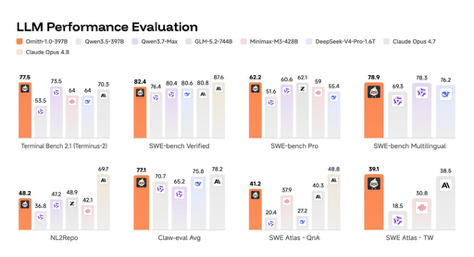 LLM Performance Evaluation
Ornith-1.0-397B Qwen3.5-397B Qwen3.7-Max GLM-5.2-744B Minimax-M3-428B DeepSeek-V4-Pro-1.6T Claude Opus 4.7
Claude Opus 4.8
77.5 53.5 73.5 64 64 70.3
82.4 76.4 80.4 80.6 80.8 87.6
62.2 51.6 60.6 62.1 59 55.4
78.9 69.3 78.3 76.2
Terminal Bench 2.1 (Terminus-2) SWE-bench Verified SWE-bench Pro SWE-bench Multilingual
48.2 36.8 47.2 48.9 42.1 69.7
77.1 70.7 65.2 75.8 78.2
41.2 20.4 37.9 27.2 40.3 48.8
39.1 18.5 30.8 38.5
NL2Repo Claw-eval Avg SWE Atlas - QnA SWE Atlas - TW